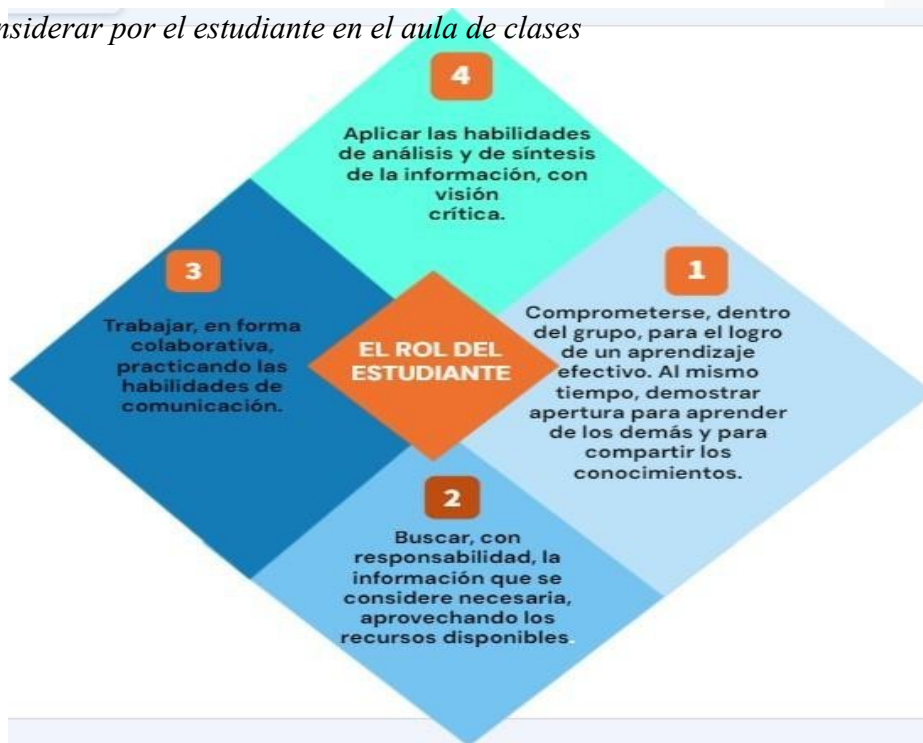 nsiderar por el estudiante en el aula de clases
4
Aplicar las habilidades
de análisis y de síntesis
de la información, con
visión
crítica.
3
Trabajar, en forma
colaborativa,
practicando las
habilidades de
comunicación.
EL ROL DEL
ESTUDIANTE
1
Comprometerse, dentro
del grupo, para el logro
de un aprendizaje
efectivo. Al mismo
tiempo, demostrar
apertura para aprender
de los demás y para
compartir los
conocimientos.
2
Buscar, con
responsabilidad, la
información que se
considere necesaria,
aprovechando los
recursos disponibles.